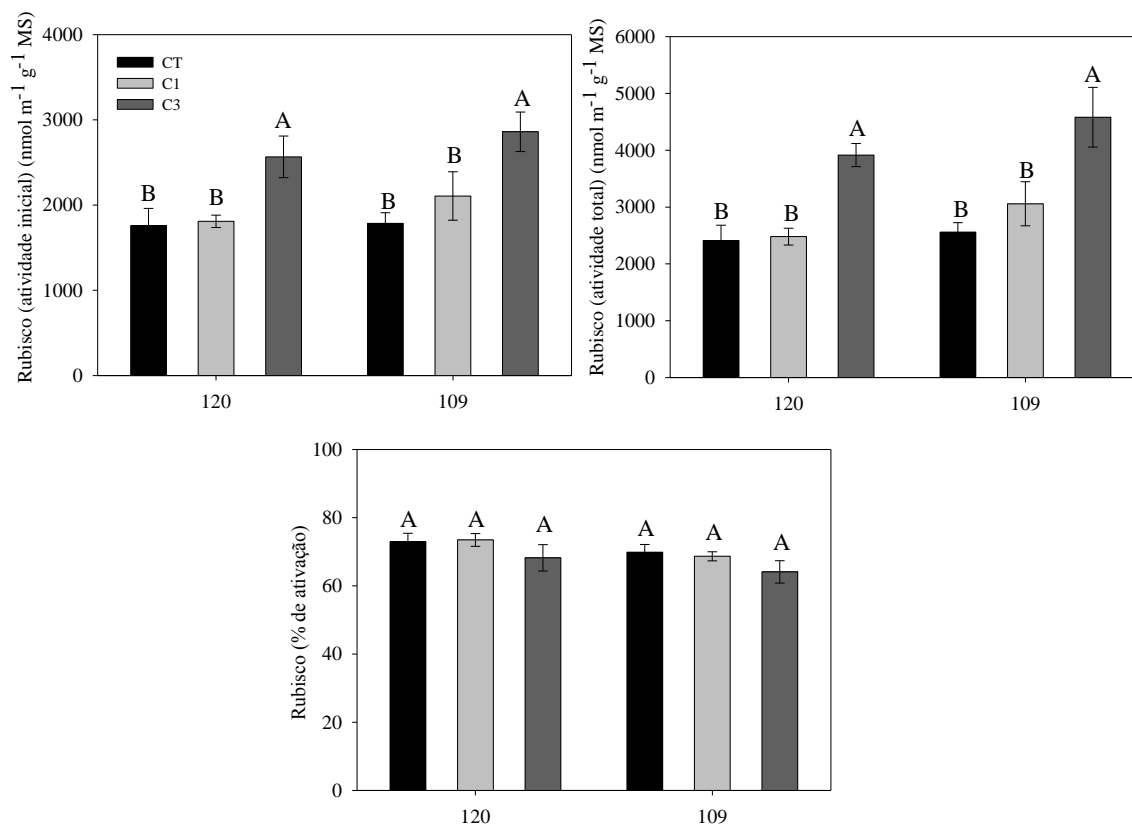 Rubisco (atividade inicial) (nmol m-1 g-1 MS)
4000
3000
2000
1000
0
CT
C1
C3
B
B
A
B
B
A
120
109
Rubisco (atividade total) (nmol m-1 g-1 MS)
6000
5000
4000
3000
2000
1000
0
B
B
A
B
B
A
120
109
Rubisco (% de ativação)
100
80
60
40
20
0
A
A
A
A
A
A
120
109